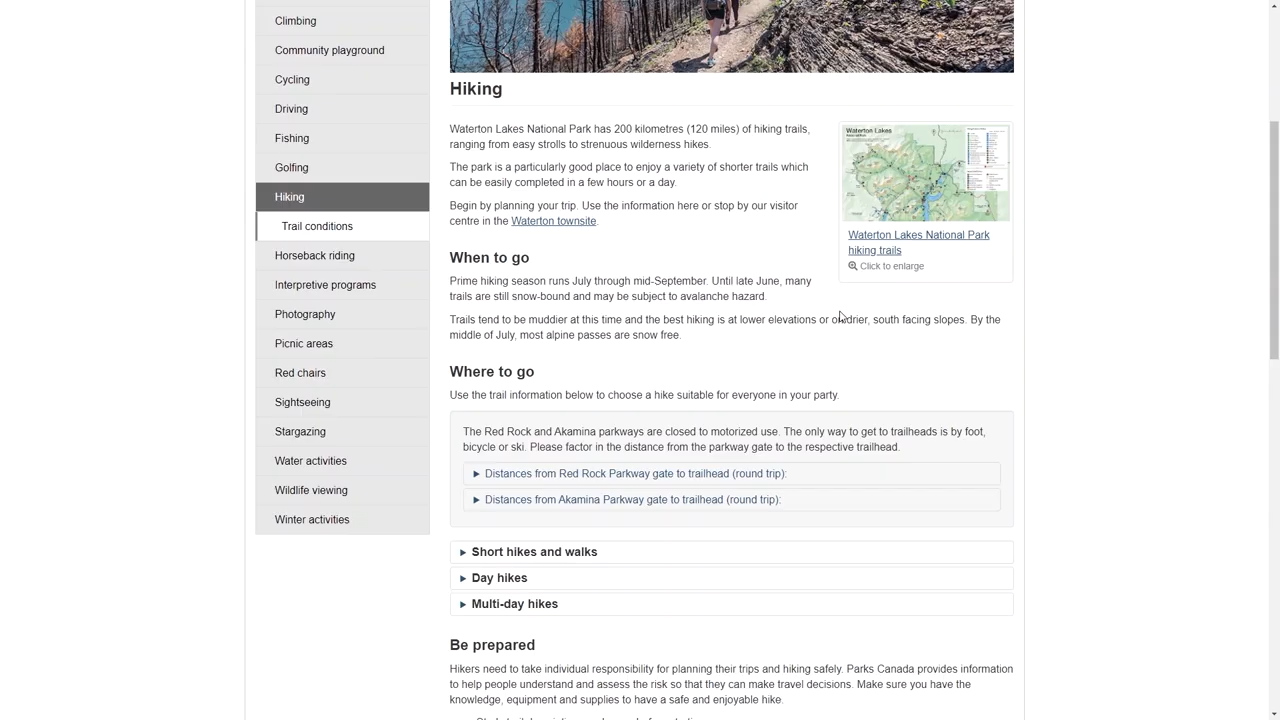 Climbing
Community playground
Cycling
Driving
Fishing
Hiking
Trail conditions
Horseback riding
Interpretive programs
Photography
Picnic areas
Red chairs
Sightseeing
Stargazing
Water activities
Wildlife viewing
Winter activities
Hiking
Waterton Lakes National Park has 200 kilometres (120 miles) of hiking trails,
ranging from easy strolls to strenuous wilderness hikes.
The park is a particularly good place to enjoy a variety of shorter trails which
can be easily completed in a few hours or a day.
Begin by planning your trip. Use the information here or stop by our visitor
centre in the Waterton townsite.
Waterton Lakes
Waterton Lakes National Park
hiking trails
Click to enlarge
When to go
Prime hiking season runs July through mid-September. Until late June, many
trails are still snow-bound and may be subject to avalanche hazard.
Trails tend to be muddier at this time and the best hiking is at lower elevations or on drier, south facing slopes. By the
middle of July, most alpine passes are snow free.
Where to go
Use the trail information below to choose a hike suitable for everyone in your party.
The Red Rock and Akamina parkways are closed to motorized use. The only way to get to trailheads is by foot,
bicycle or ski. Please factor in the distance from the parkway gate to the respective trailhead.
Distances from Red Rock Parkway gate to trailhead (round trip):
Distances from Akamina Parkway gate to trailhead (round trip):
Short hikes and walks
Day hikes
Multi-day hikes
Be prepared
Hikers need to take individual responsibility for planning their trips and hiking safely. Parks Canada provides information
to help people understand and assess the risk so that they can make travel decisions. Make sure you have the
knowledge, equipment and supplies to have a safe and enjoyable hike.